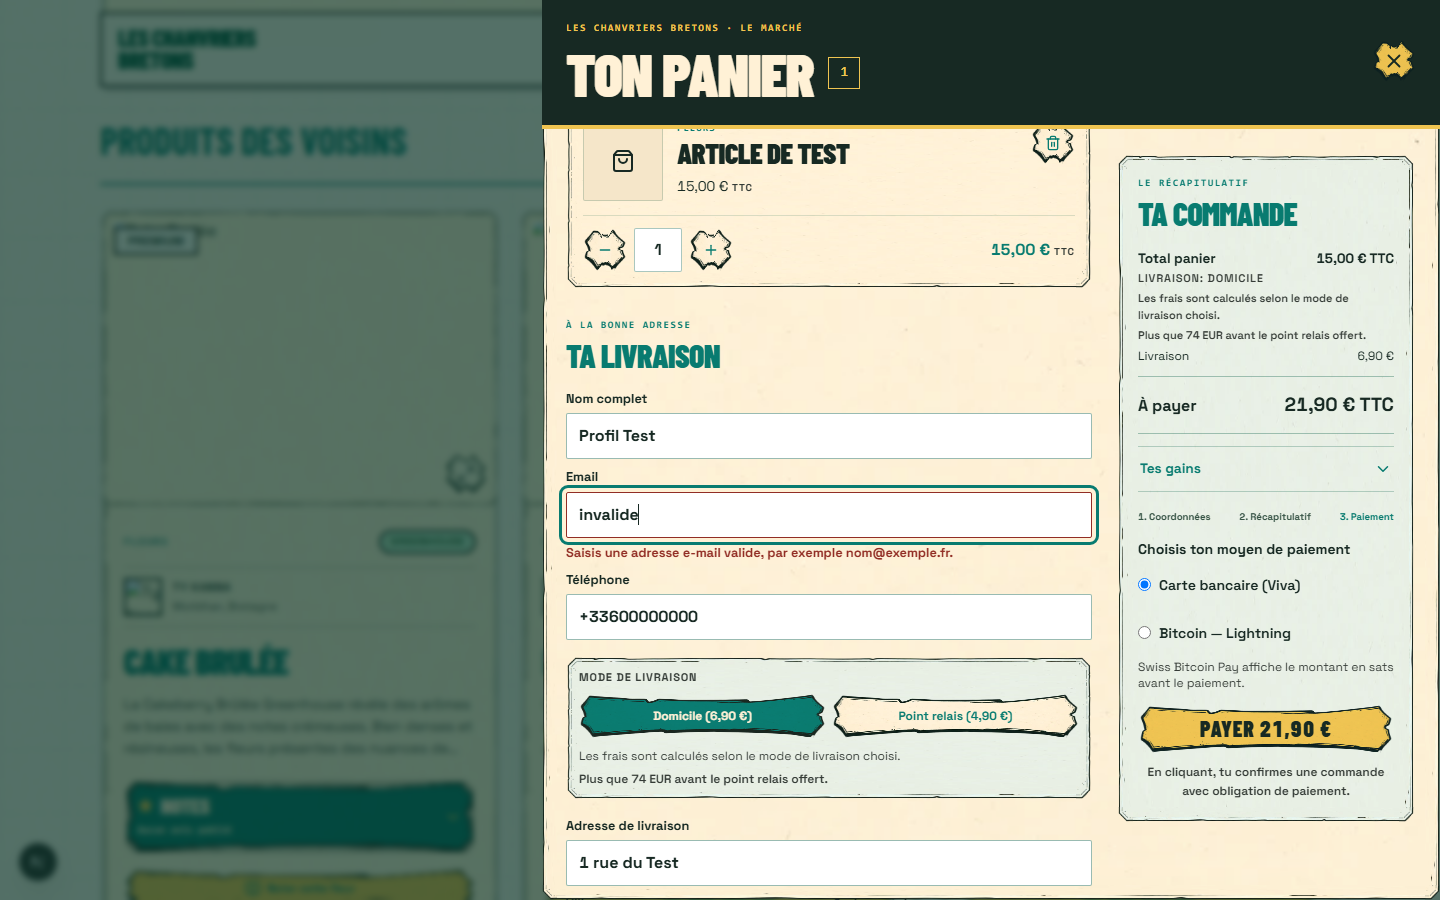 LES CHANVRIERS
BRETONS
PRODUITS DES VOISINS
PREMIUM
CAKE BRULÉE
NOTES
LES CHANVRIERS BRETONS · LE MARCHÉ
TON PANIER 1
FLEURS
ARTICLE DE TEST
15,00 € TTC
− 1 + 15,00 € TTC
À LA BONNE ADRESSE
TA LIVRAISON
Nom complet
Profil Test
Email
invalide
Saisis une adresse e-mail valide, par exemple nom@exemple.fr.
Téléphone
+33600000000
MODE DE LIVRAISON
Domicile (6,90 €) Point relais (4,90 €)
Les frais sont calculés selon le mode de livraison choisi.
Plus que 74 EUR avant le point relais offert.
Adresse de livraison
1 rue du Test
LE RÉCAPITULATIF
TA COMMANDE
Total panier 15,00 € TTC
LIVRAISON: DOMICILE
Les frais sont calculés selon le mode de
livraison choisi.
Plus que 74 EUR avant le point relais offert.
Livraison 6,90 €
À payer 21,90 € TTC
Tes gains
1. Coordonnées 2. Récapitulatif 3. Paiement
Choisis ton moyen de paiement
Carte bancaire (Viva)
Bitcoin — Lightning
Swiss Bitcoin Pay affiche le montant en sats
avant le paiement.
PAYER 21,90 €
En cliquant, tu confirmes une commande
avec obligation de paiement.